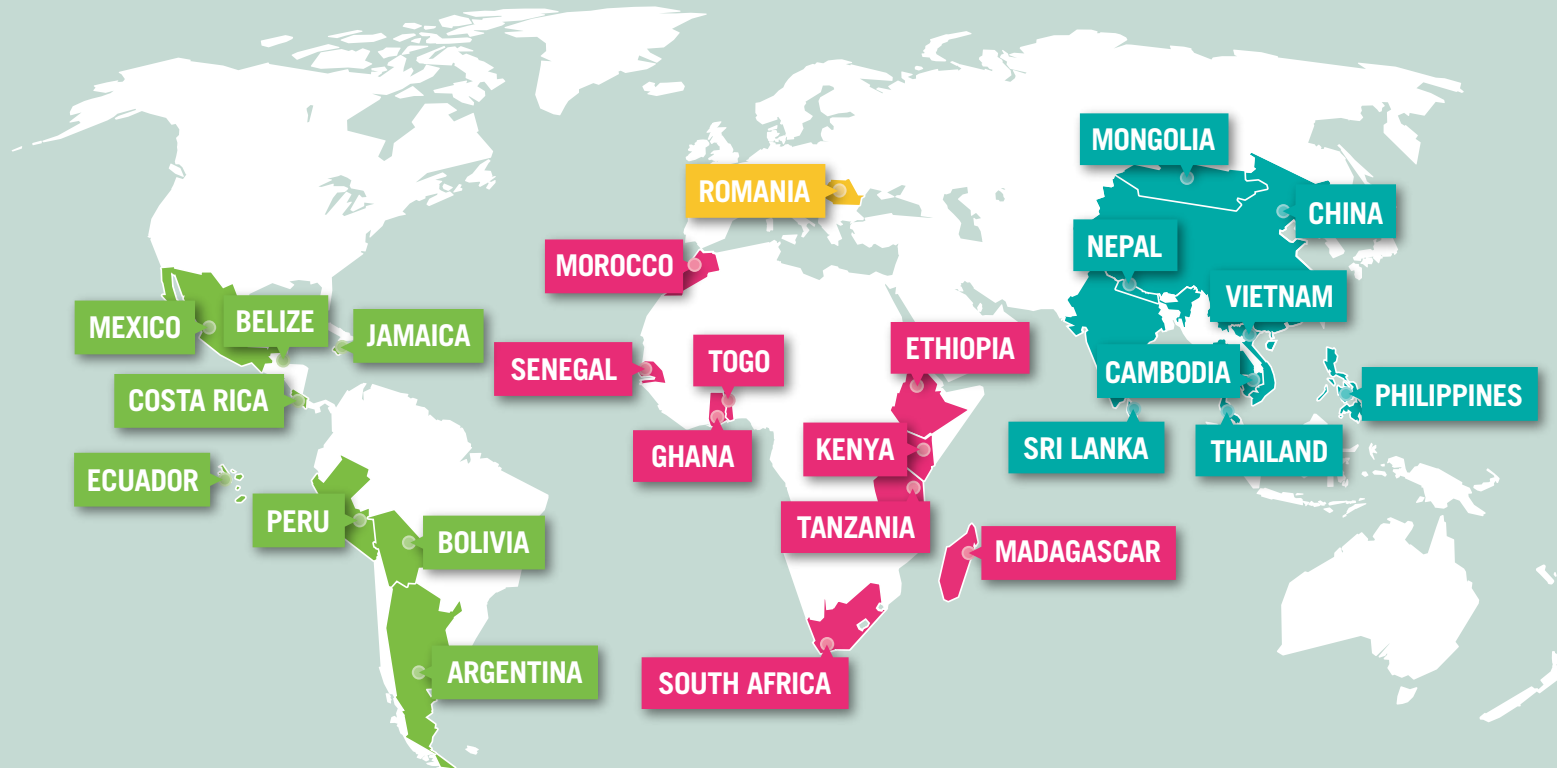 MONGOLIA
ROMANIA
CHINA
NEPAL
MOROCCO
VIETNAM
MEXICO
BELIZE
JAMAICA
ETHIOPIA
TOGO
SENEGAL
CAMBODIA
COSTA RICA
PHILIPPINES
GHANA
KENYA
SRI LANKA
THAILAND
ECUADOR
PERU
TANZANIA
BOLIVIA
MADAGASCAR
ARGENTINA
SOUTH AFRICA